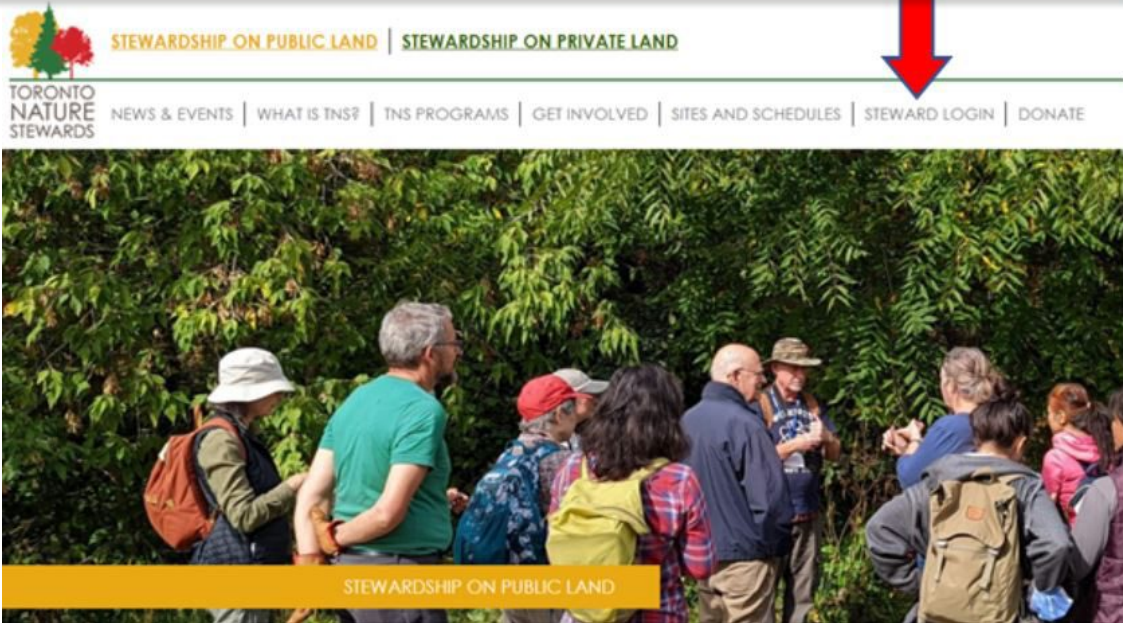 STEWARDSHIP ON PUBLIC LAND | STEWARDSHIP ON PRIVATE LAND
TORONTO
NATURE
STEWARDS
NEWS & EVENTS | WHAT IS TNS? | TNS PROGRAMS | GET INVOLVED | SITES AND SCHEDULES | STEWARD LOGIN | DONATE
STEWARDSHIP ON PUBLIC LAND